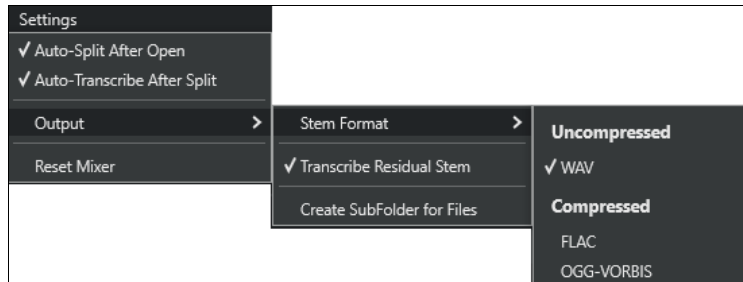 Settings
✓ Auto-Split After Open
✓ Auto-Transcribe After Split
Output >
Reset Mixer
Stem Format >
✓ Transcribe Residual Stem
Create SubFolder for Files
Uncompressed
✓ WAV
Compressed
FLAC
OGG-VORBIS